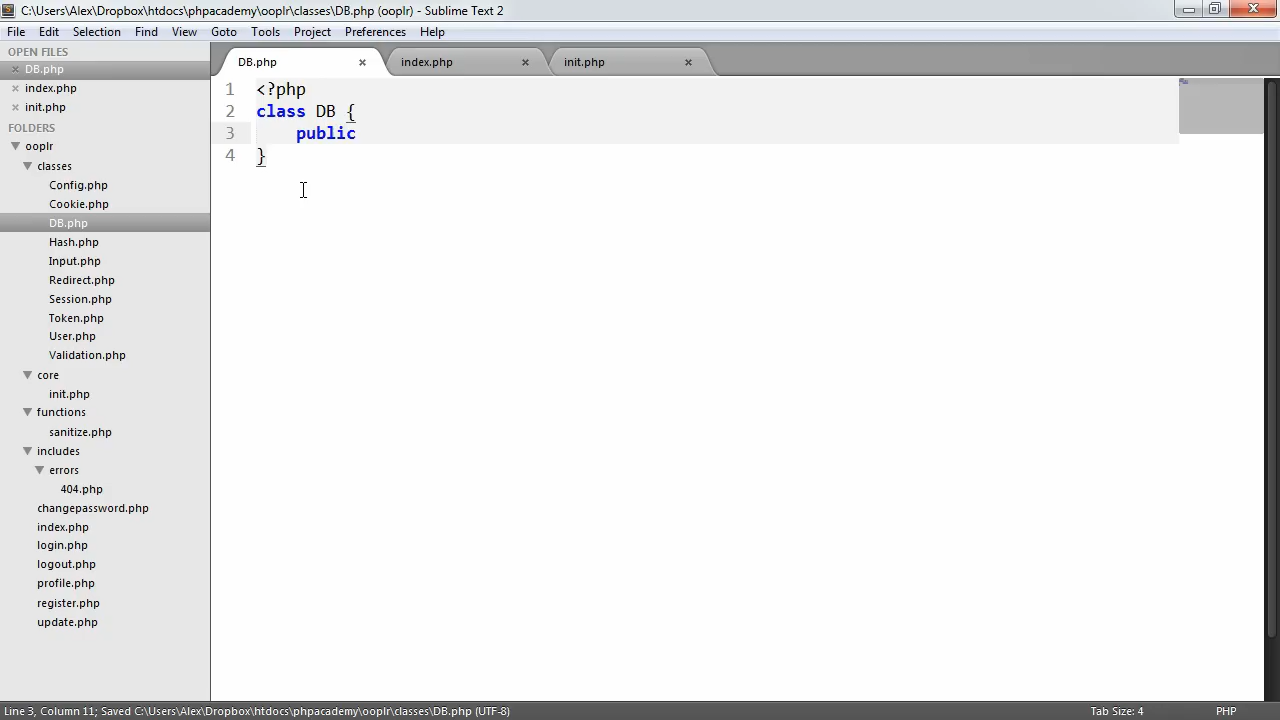 C:\Users\Alex\Dropbox\htdocs\phpacademy\ooplr\classes\DB.php (ooplr) - Sublime Text 2
File Edit Selection Find View Goto Tools Project Preferences Help
OPEN FILES
DB.php
index.php
init.php
FOLDERS
ooplr
classes
Config.php
Cookie.php
DB.php
Hash.php
Input.php
Redirect.php
Session.php
Token.php
User.php
Validation.php
core
init.php
functions
sanitize.php
includes
errors
404.php
changepassword.php
index.php
login.php
logout.php
profile.php
register.php
update.php
DB.php index.php init.php
1 <?php
2 class DB {
3 public
4 }
Line 3, Column 11; Saved C:\Users\Alex\Dropbox\htdocs\phpacademy\ooplr\classes\DB.php (UTF-8) Tab Size: 4 PHP